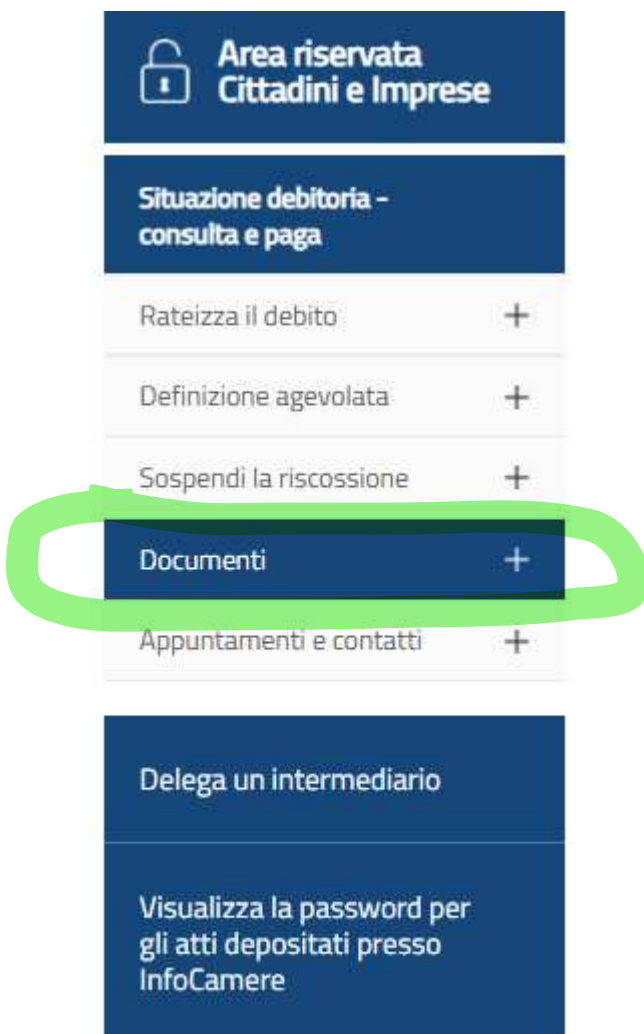 Area riservata
Cittadini e Imprese
Situazione debitoria -
consulta e paga
Rateizza il debito +
Definizione agevolata +
Sospendi la riscossione +
Documenti +
Appuntamenti e contatti +
Delega un intermediario
Visualizza la password per
gli atti depositati presso
InfoCamere